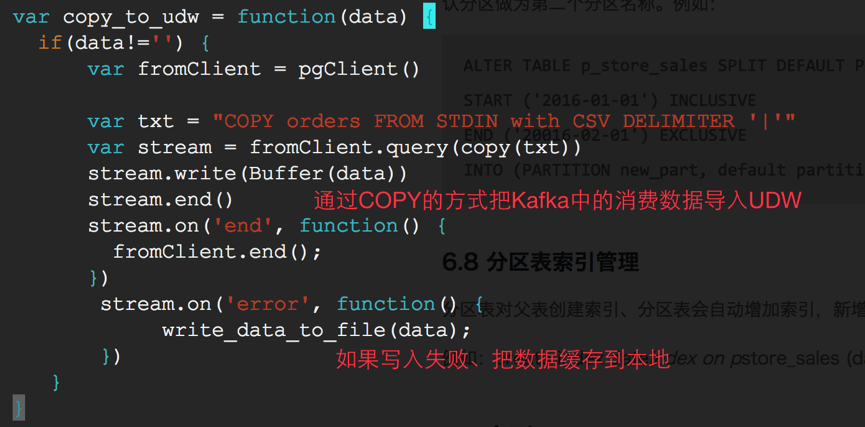 var copy_to_udw = function(data) {
if(data!='') {
var fromClient = pgClient()
var txt = "COPY orders FROM STDIN with CSV DELIMITER '|'"
var stream = fromClient.query(copy(txt))
stream.write(Buffer(data))
stream.end()
通过COPY的方式把Kafka中的消费数据导入UDW
stream.on('end', function() {
fromClient.end();
})
stream.on('error', function() {
write_data_to_file(data);
})
如果写入失败、把数据缓存到本地
}
}
认分区做为第二个分区名称。例如：
ALTER TABLE p_store_sales SPLIT DEFAULT P
START ('2016-01-01') INCLUSIVE
END ('20016-02-01') EXCLUSIVE
INTO (PARTITION new_part, default partiti
6.8 分区表索引管理
分区表对父表创建索引、分区表会自动增加索引，新增
index on pstore_sales (da